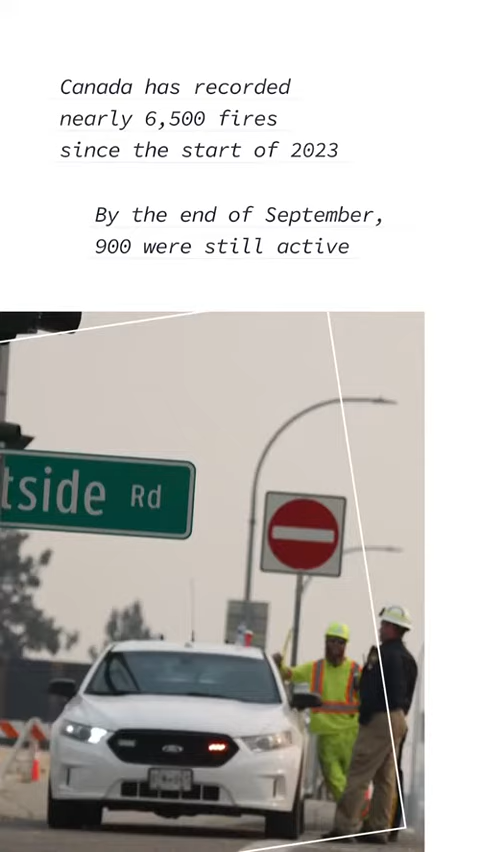 Canada has recorded
nearly 6,500 fires
since the start of 2023
By the end of September,
900 were still active
tside Rd